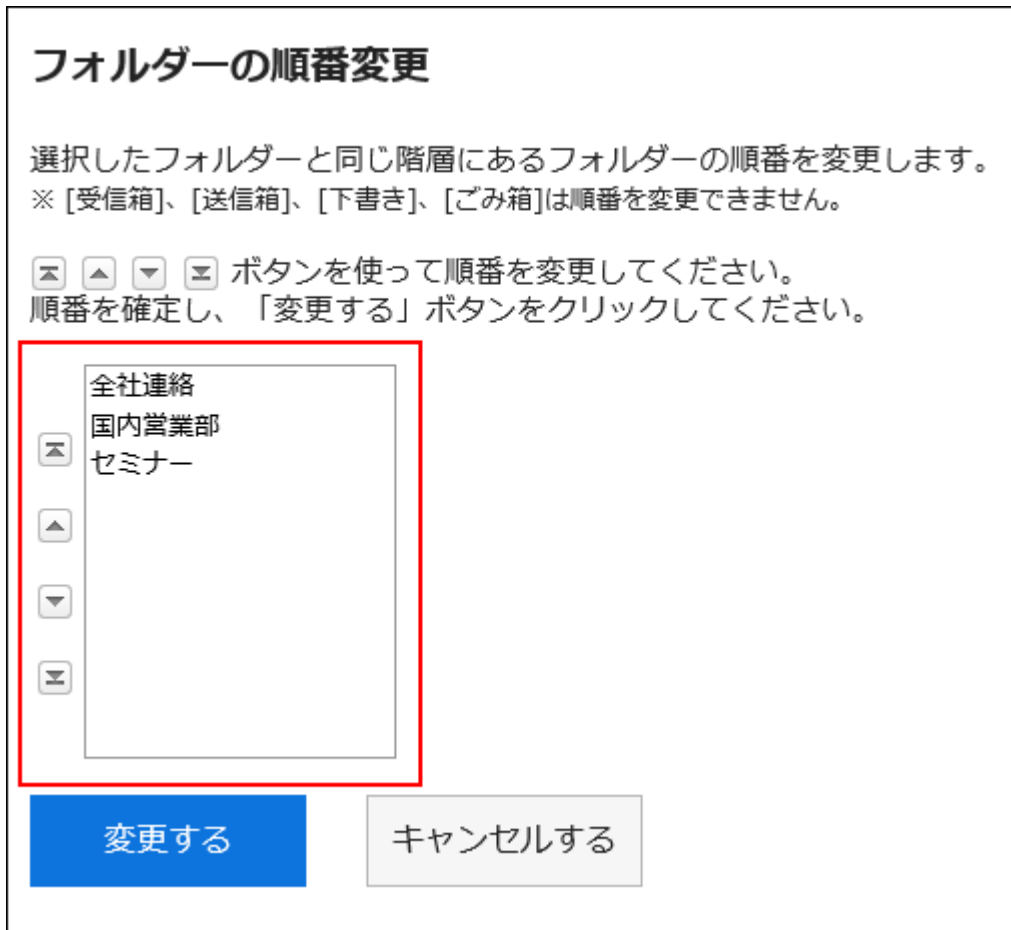 フォルダーの順番変更
選択したフォルダーと同じ階層にあるフォルダーの順番を変更します。
※ [受信箱]、[送信箱]、[下書き]、[ごみ箱]は順番を変更できません。
ボタンを使って順番を変更してください。
順番を確定し、「変更する」ボタンをクリックしてください。
全社連絡
国内営業部
セミナー
変更する
キャンセルする